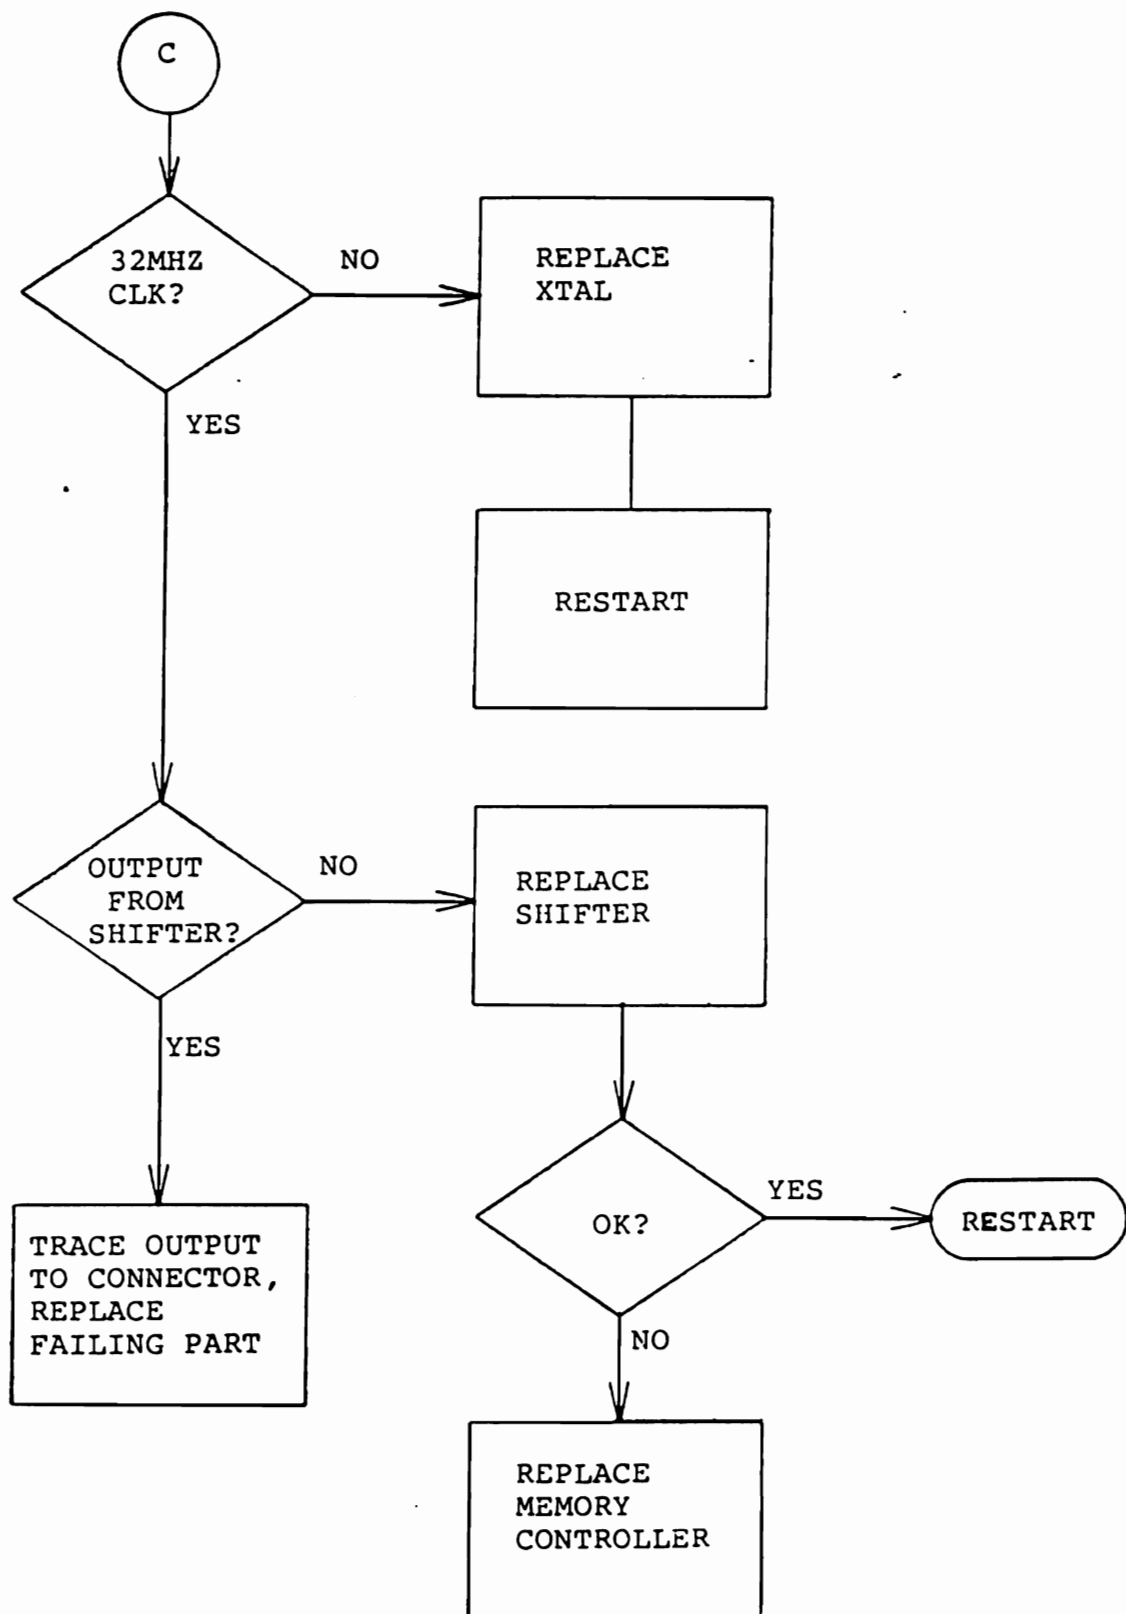 C
32MHZ
CLK?
NO
REPLACE
XTAL
YES
RESTART
OUTPUT
FROM
SHIFTER?
NO
REPLACE
SHIFTER
YES
TRACE OUTPUT
TO CONNECTOR,
REPLACE
FAILING PART
OK?
YES
RESTART
NO
REPLACE
MEMORY
CONTROLLER